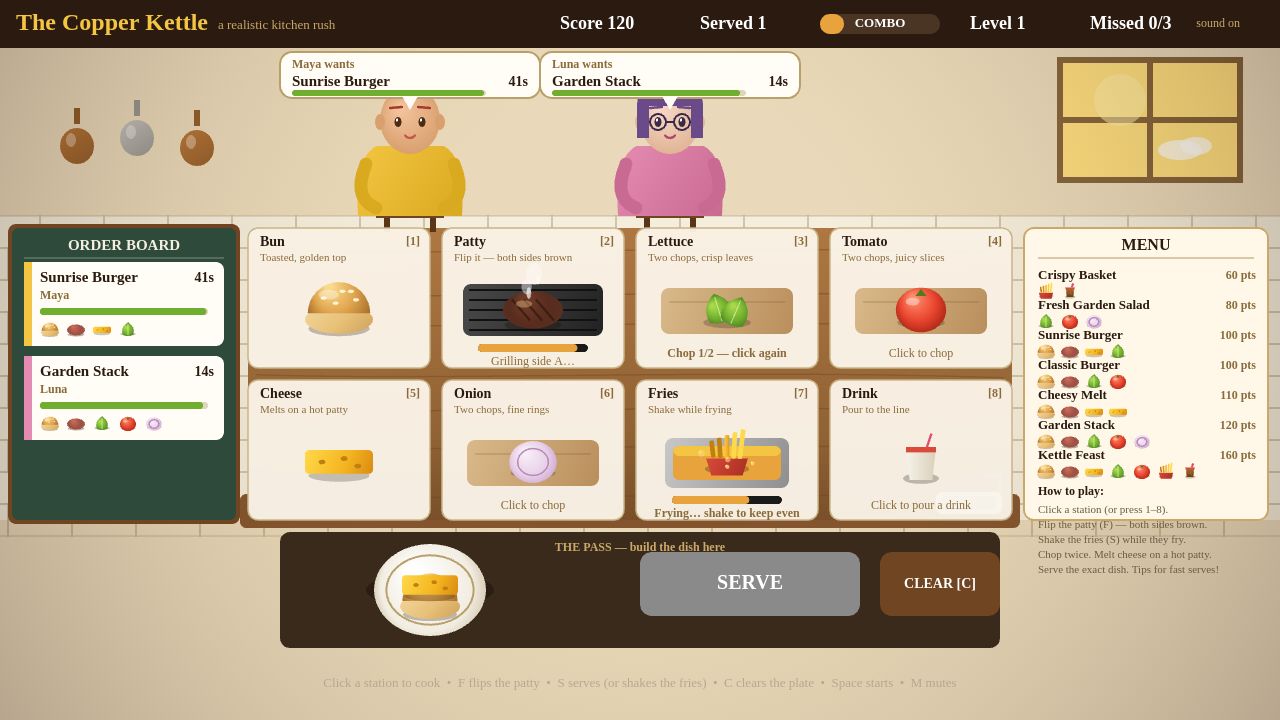 The Copper Kettle a realistic kitchen rush Score 120 Served 1 COMBO Level 1 Missed 0/3 sound on
Maya wants
Sunrise Burger 41s
Luna wants
Garden Stack 14s
ORDER BOARD
Sunrise Burger 41s
Maya
Garden Stack 14s
Luna
Bun [1]
Toasted, golden top
Patty [2]
Flip it — both sides brown
Grilling side A…
Lettuce [3]
Two chops, crisp leaves
Chop 1/2 — click again
Tomato [4]
Two chops, juicy slices
Click to chop
Cheese [5]
Melts on a hot patty
Onion [6]
Two chops, fine rings
Click to chop
Fries [7]
Shake while frying
Frying… shake to keep even
Drink [8]
Pour to the line
Click to pour a drink
MENU
Crispy Basket 60 pts
Fresh Garden Salad 80 pts
Sunrise Burger 100 pts
Classic Burger 100 pts
Cheesy Melt 110 pts
Garden Stack 120 pts
Kettle Feast 160 pts
How to play:
Click a station (or press 1–8).
Flip the patty (F) — both sides brown.
Shake the fries (S) while they fry.
Chop twice. Melt cheese on a hot patty.
Serve the exact dish. Tips for fast serves!
THE PASS — build the dish here
SERVE
CLEAR [C]
Click a station to cook • F flips the patty • S serves (or shakes the fries) • C clears the plate • Space starts • M mutes